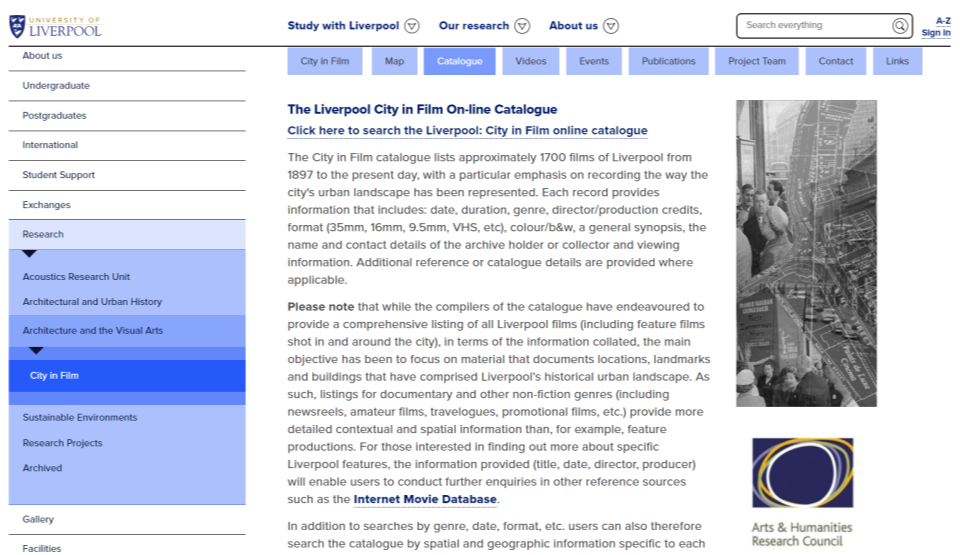 UNIVERSITY OF
LIVERPOOL
Study with Liverpool
Our research
About us
Search everything
A-Z
Sign in
About us
Undergraduate
Postgraduates
International
Student Support
Exchanges
Research
Acoustics Research Unit
Architectural and Urban History
Architecture and the Visual Arts
City in Film
Sustainable Environments
Research Projects
Archived
Gallery
Facilities
City in Film
Map
Catalogue
Videos
Events
Publications
Project Team
Contact
Links
The Liverpool City in Film On-line Catalogue
Click here to search the Liverpool: City in Film online catalogue
The City in Film catalogue lists approximately 1700 films of Liverpool from
1897 to the present day, with a particular emphasis on recording the way the
city's urban landscape has been represented. Each record provides
information that includes: date, duration, genre, director/production credits,
format (35mm, 16mm, 9.5mm, VHS, etc), colour/b&w, a general synopsis, the
name and contact details of the archive holder or collector and viewing
information. Additional reference or catalogue details are provided where
applicable.
Please note that while the compilers of the catalogue have endeavoured to
provide a comprehensive listing of all Liverpool films (including feature films
shot in and around the city), in terms of the information collated, the main
objective has been to focus on material that documents locations, landmarks
and buildings that have comprised Liverpool's historical urban landscape. As
such, listings for documentary and other non-fiction genres (including
newsreels, amateur films, travelogues, promotional films, etc.) provide more
detailed contextual and spatial information than, for example, feature
productions. For those interested in finding out more about specific
Liverpool features, the information provided (title, date, director, producer)
will enable users to conduct further enquiries in other reference sources
such as the Internet Movie Database.
In addition to searches by genre, date, format, etc. users can also therefore
search the catalogue by spatial and geographic information specific to each
Arts & Humanities
Research Council